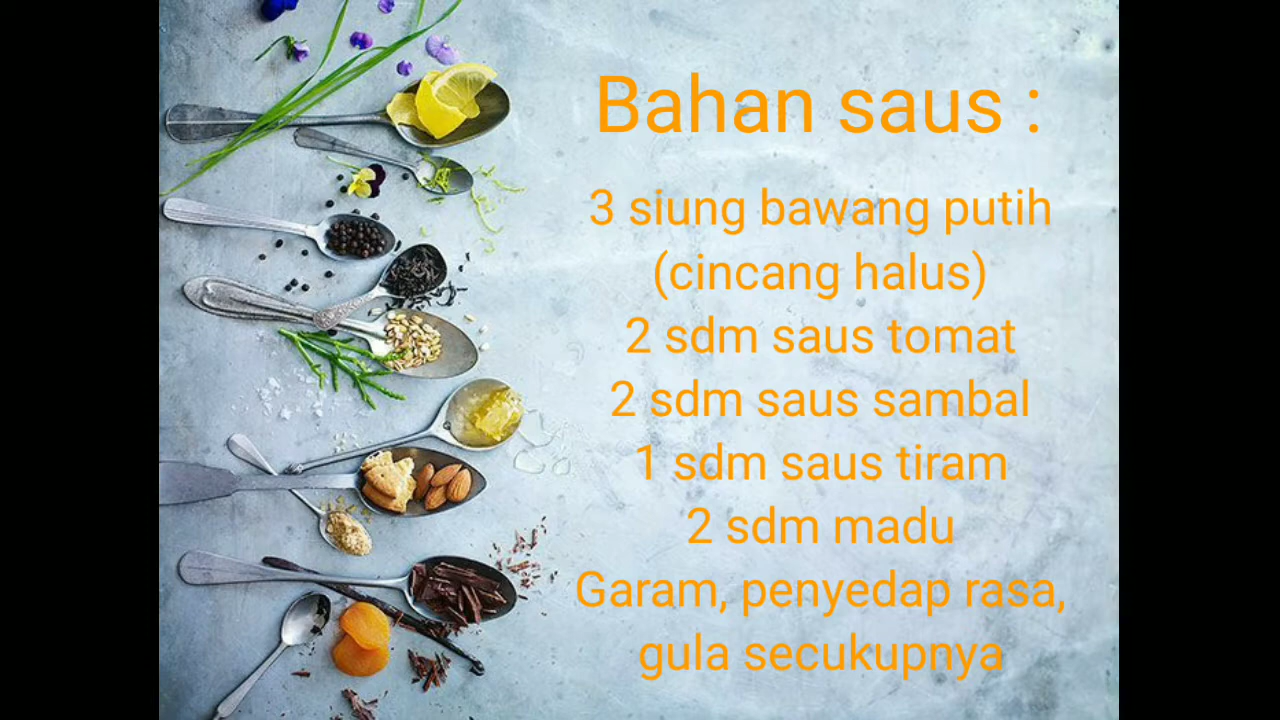 Bahan saus :
3 siung bawang putih
(cincang halus)
2 sdm saus tomat
2 sdm saus sambal
1 sdm saus tiram
2 sdm madu
Garam, penyedap rasa,
gula secukupnya